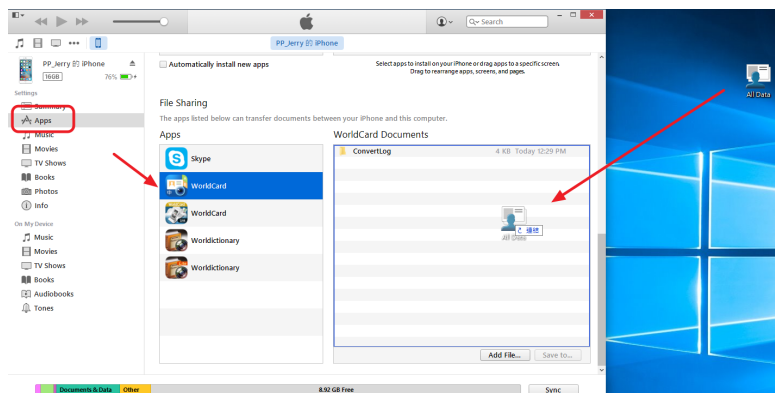 Search
PP_Jerry 的 iPhone
PP_Jerry 的 iPhone
16GB 76%
Settings
Summary
Apps
Music
Movies
TV Shows
Books
Photos
Info
On My Device
Music
Movies
TV Shows
Books
Audiobooks
Tones
Automatically install new apps
Select apps to install on your iPhone or drag apps to a specific screen.
Drag to rearrange apps, screens, and pages.
File Sharing
The apps listed below can transfer documents between your iPhone and this computer.
Apps
Skype
WorldCard
WorldCard
Worldictionary
Worldictionary
WorldCard Documents
ConvertLog 4 KB Today 12:29 PM
All Data
Add File... Save to...
Documents & Data Other 8.92 GB Free Sync
All Data